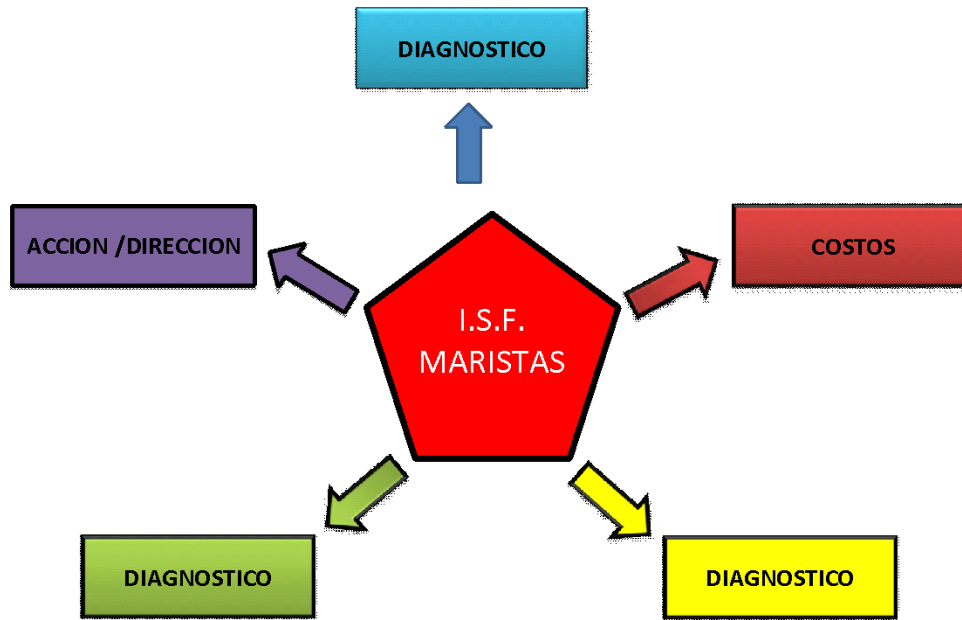 DIAGNOSTICO
ACCION /DIRECCION
COSTOS
I.S.F.
MARISTAS
DIAGNOSTICO
DIAGNOSTICO